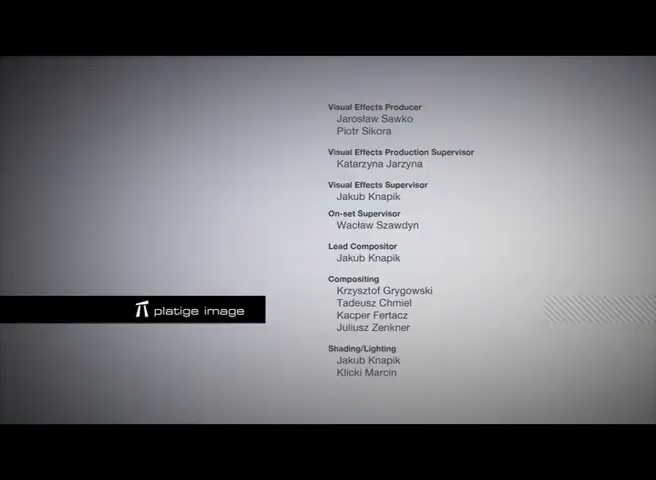 Visual Effects Producer
Jarosław Sawko
Piotr Sikora
Visual Effects Production Supervisor
Katarzyna Jarzyna
Visual Effects Supervisor
Jakub Knapik
On-set Supervisor
Wacław Szawdyn
Lead Compositor
Jakub Knapik
Compositing
Krzysztof Grygowski
Tadeusz Chmiel
Kacper Fertacz
Juliusz Zenkner
Shading/Lighting
Jakub Knapik
Klicki Marcin
platige image